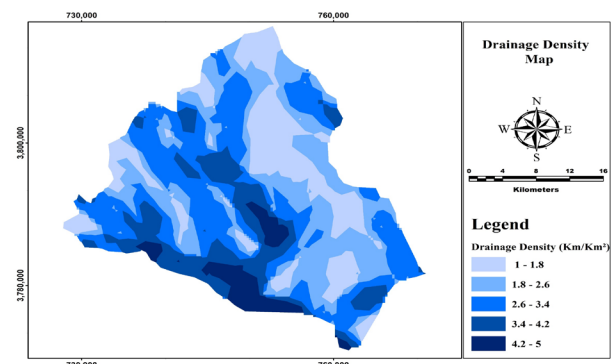 730,000
760,000
3,800,000
3,780,000
Drainage Density
Map
N
W
E
S
0 4 8 12 16
Kilometers
Legend
Drainage Density (Km/Km²)
1 - 1.8
1.8 - 2.6
2.6 - 3.4
3.4 - 4.2
4.2 - 5